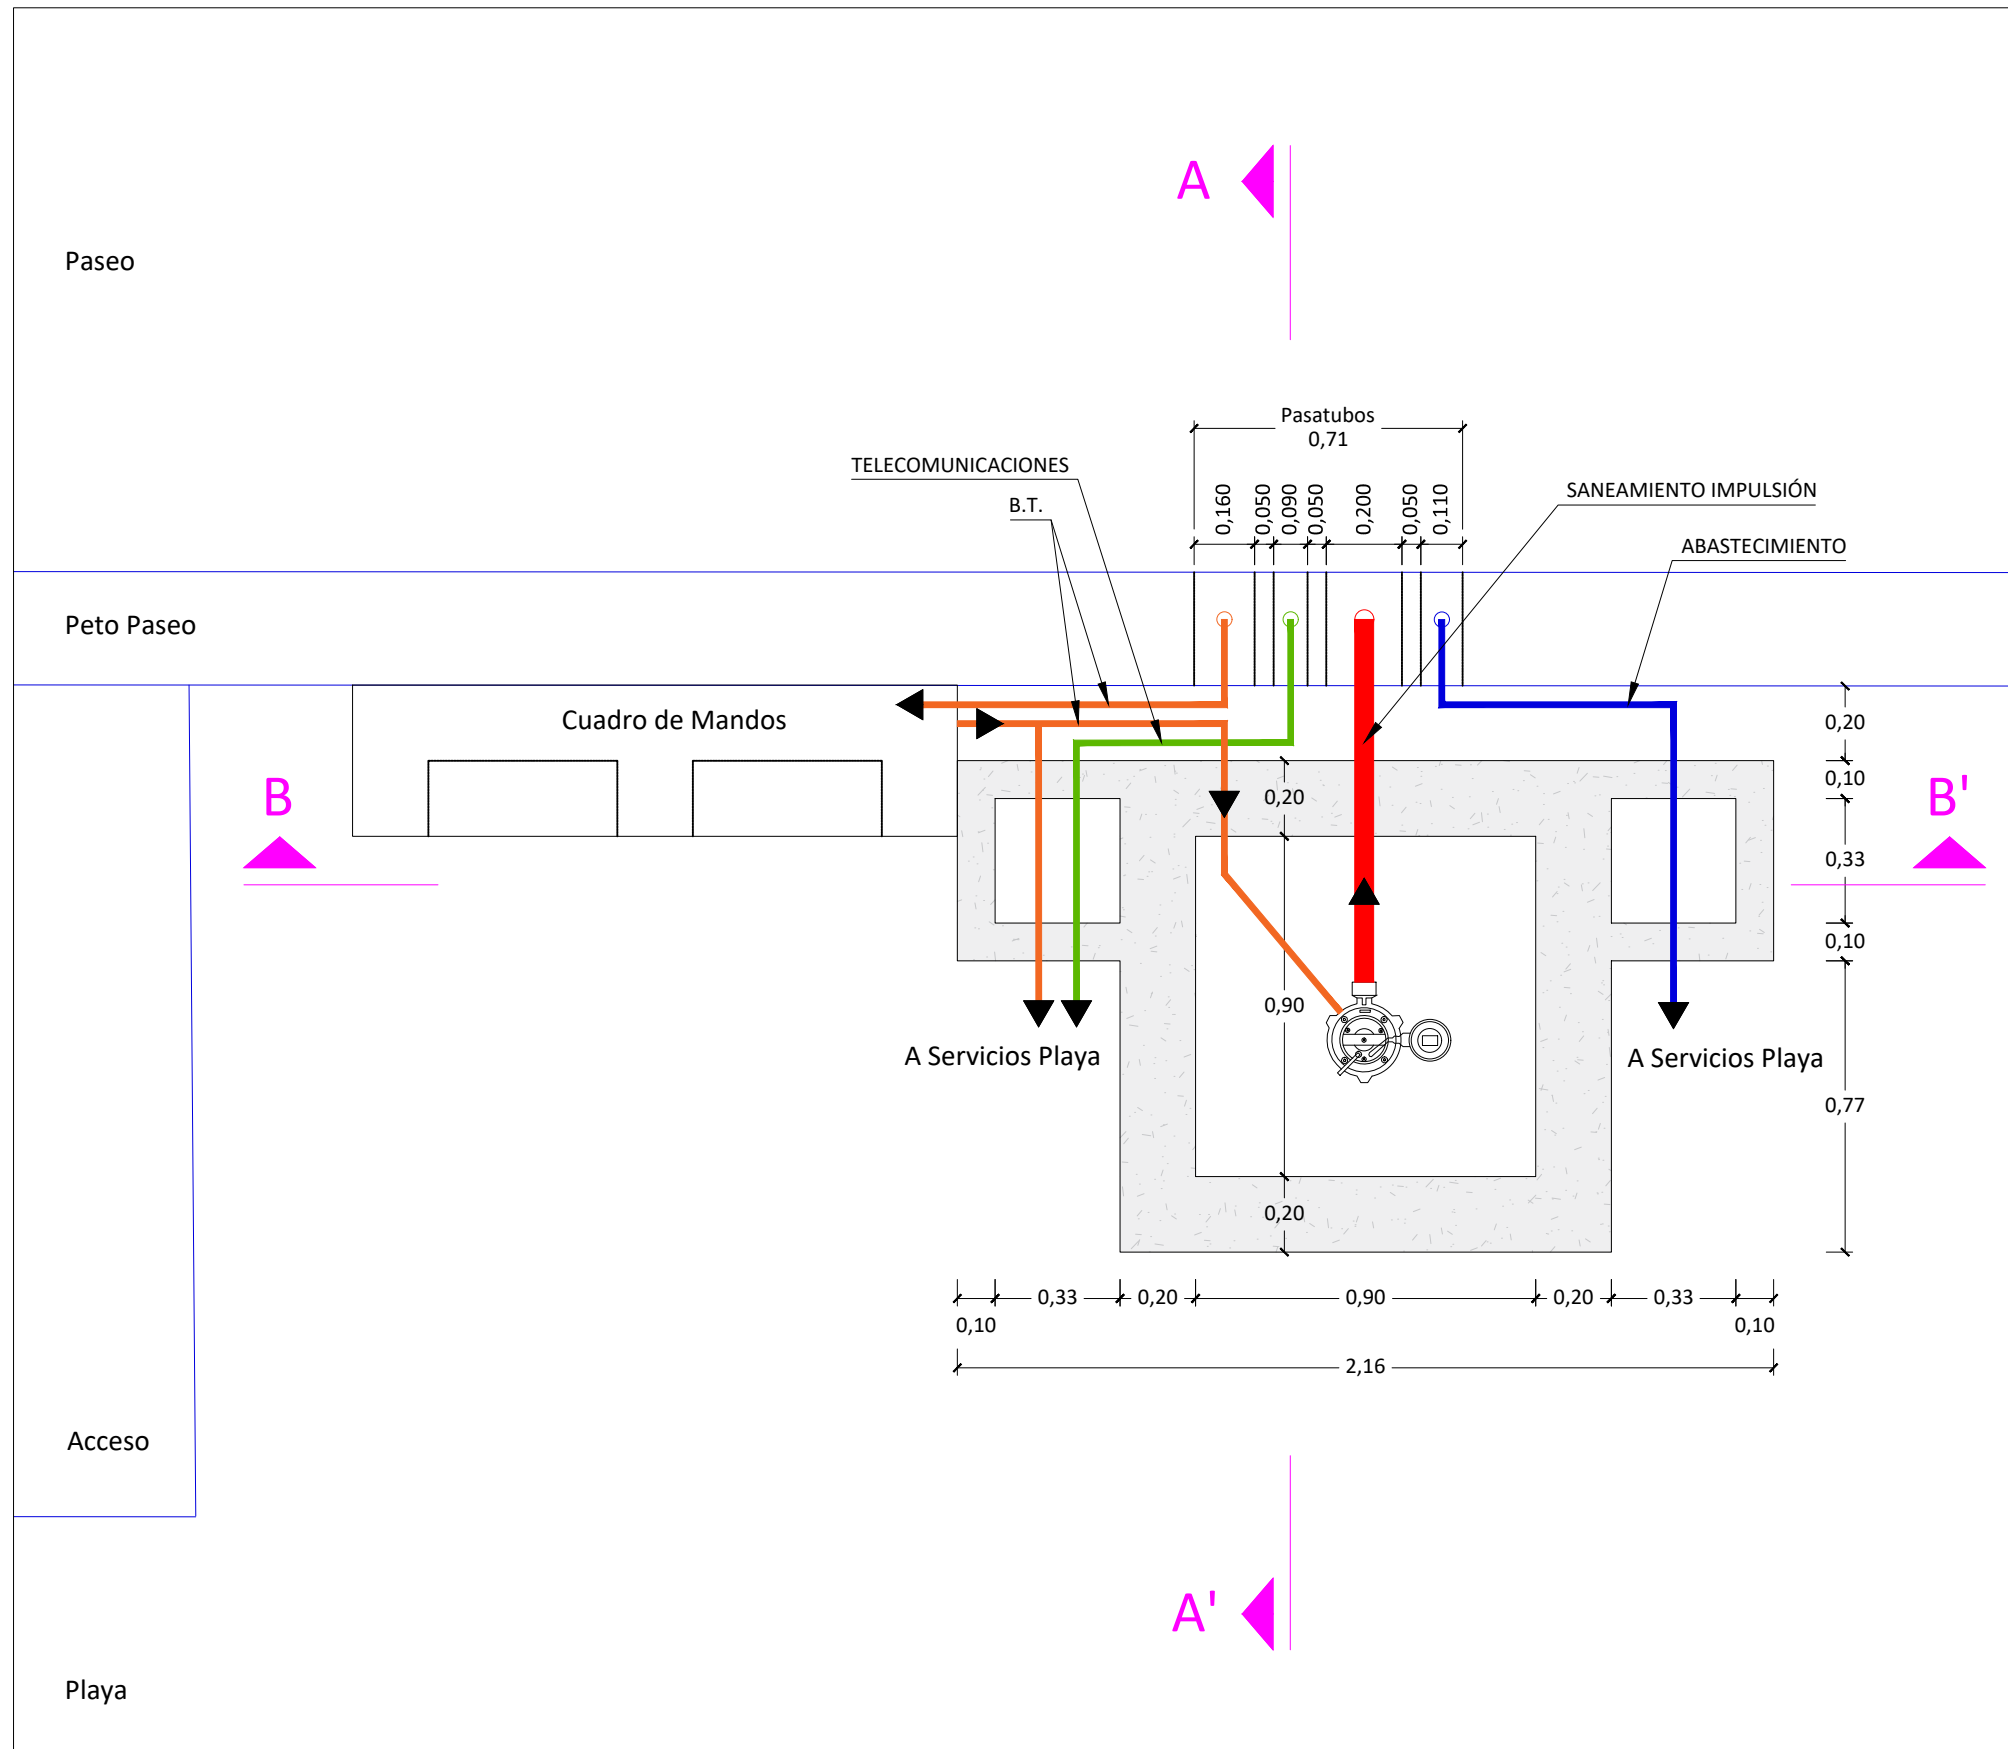 A
Paseo
Pasatubos
0,71
TELECOMUNICACIONES
B.T.
0,160
0,050
0,090
0,050
0,200
0,050
0,110
SANEAMIENTO IMPULSIÓN
ABASTECIMIENTO
Peto Paseo
Cuadro de Mandos
0,20
0,10
0,20
B
B'
0,33
0,10
0,90
A Servicios Playa
A Servicios Playa
0,77
0,20
0,33
0,20
0,90
0,20
0,33
0,10
0,10
2,16
Acceso
A'
Playa